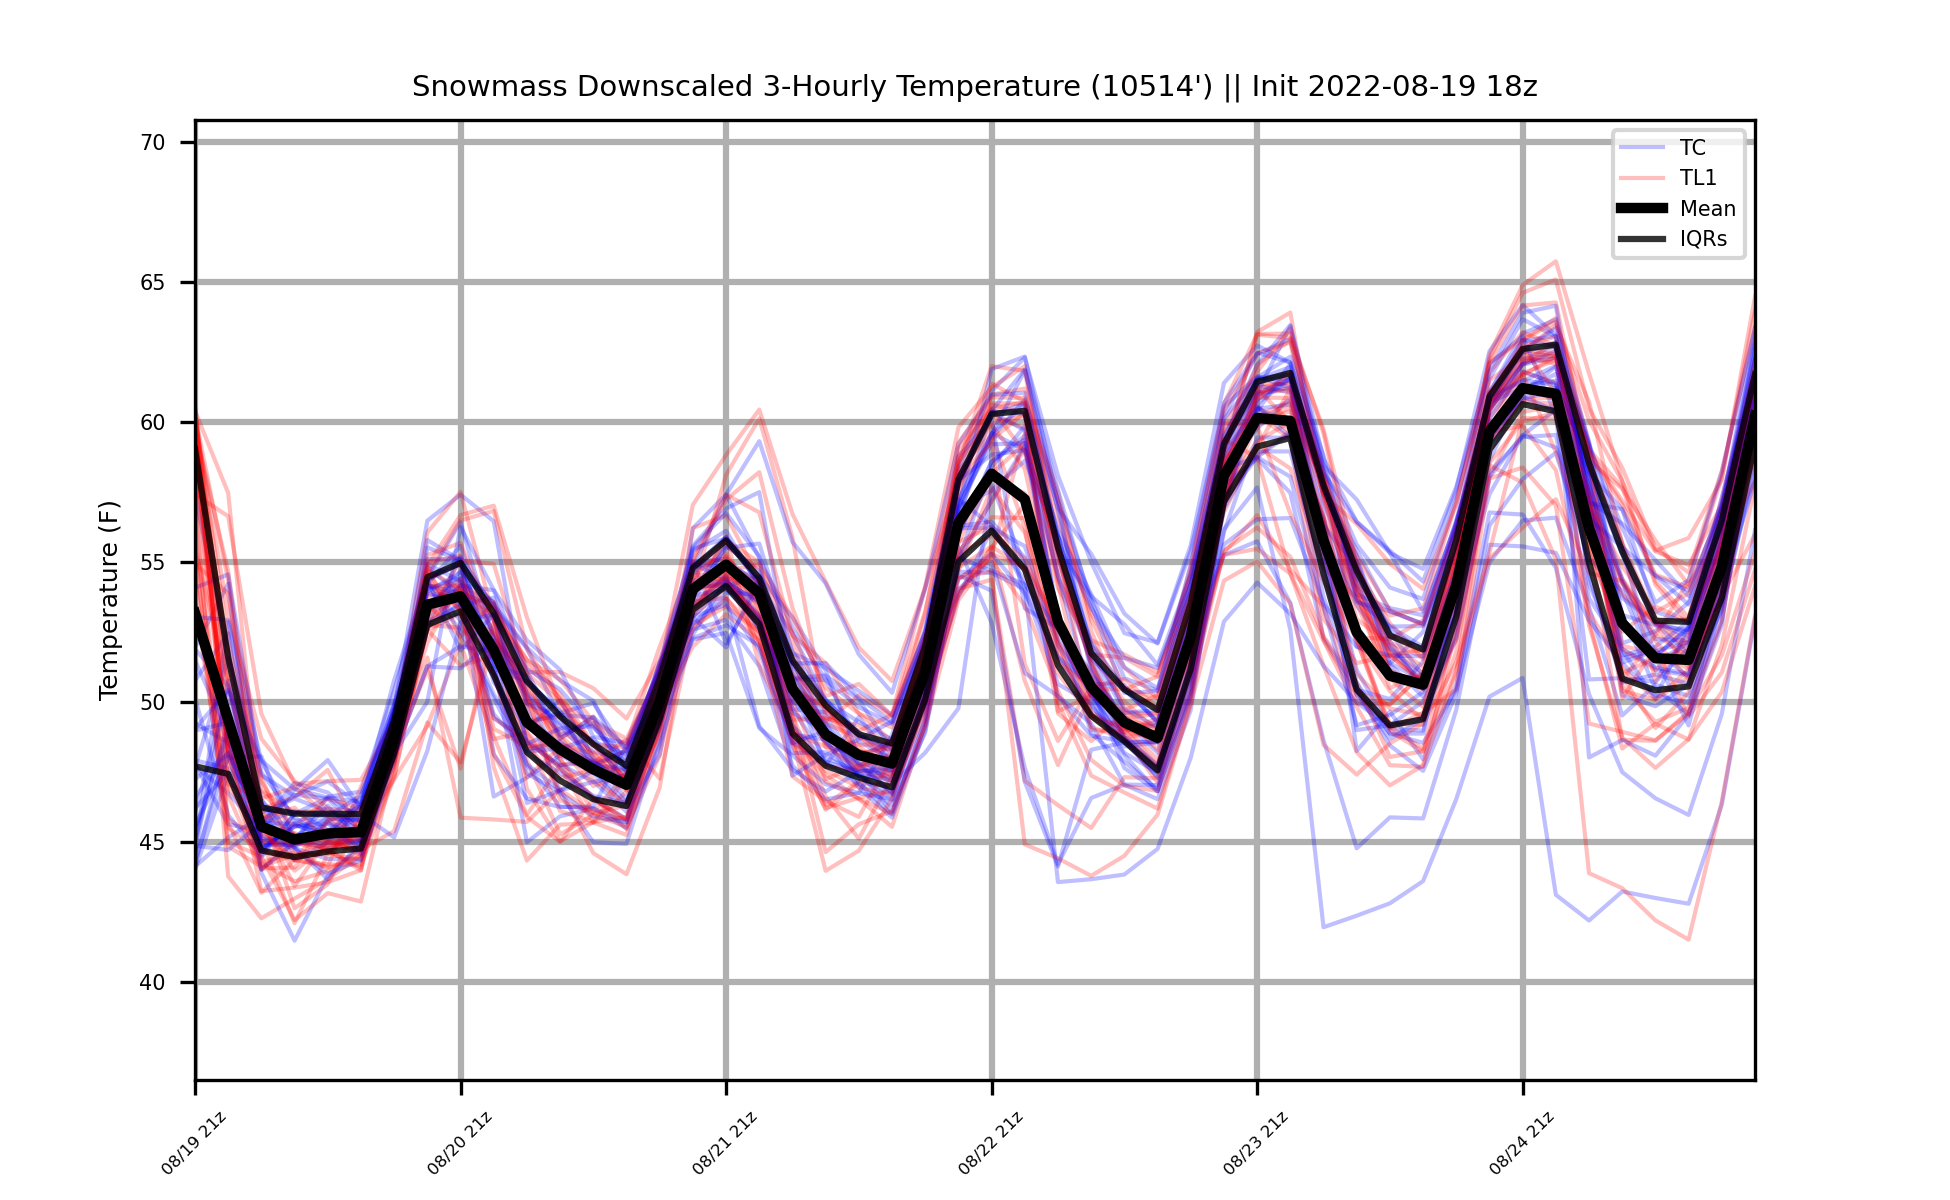 Snowmass Downscaled 3-Hourly Temperature (10514') || Init 2022-08-19 18z
TC
TL1
Mean
IQRs
Temperature (F)
70
65
60
55
50
45
40
08/19 21z
08/20 21z
08/21 21z
08/22 21z
08/23 21z
08/24 21z